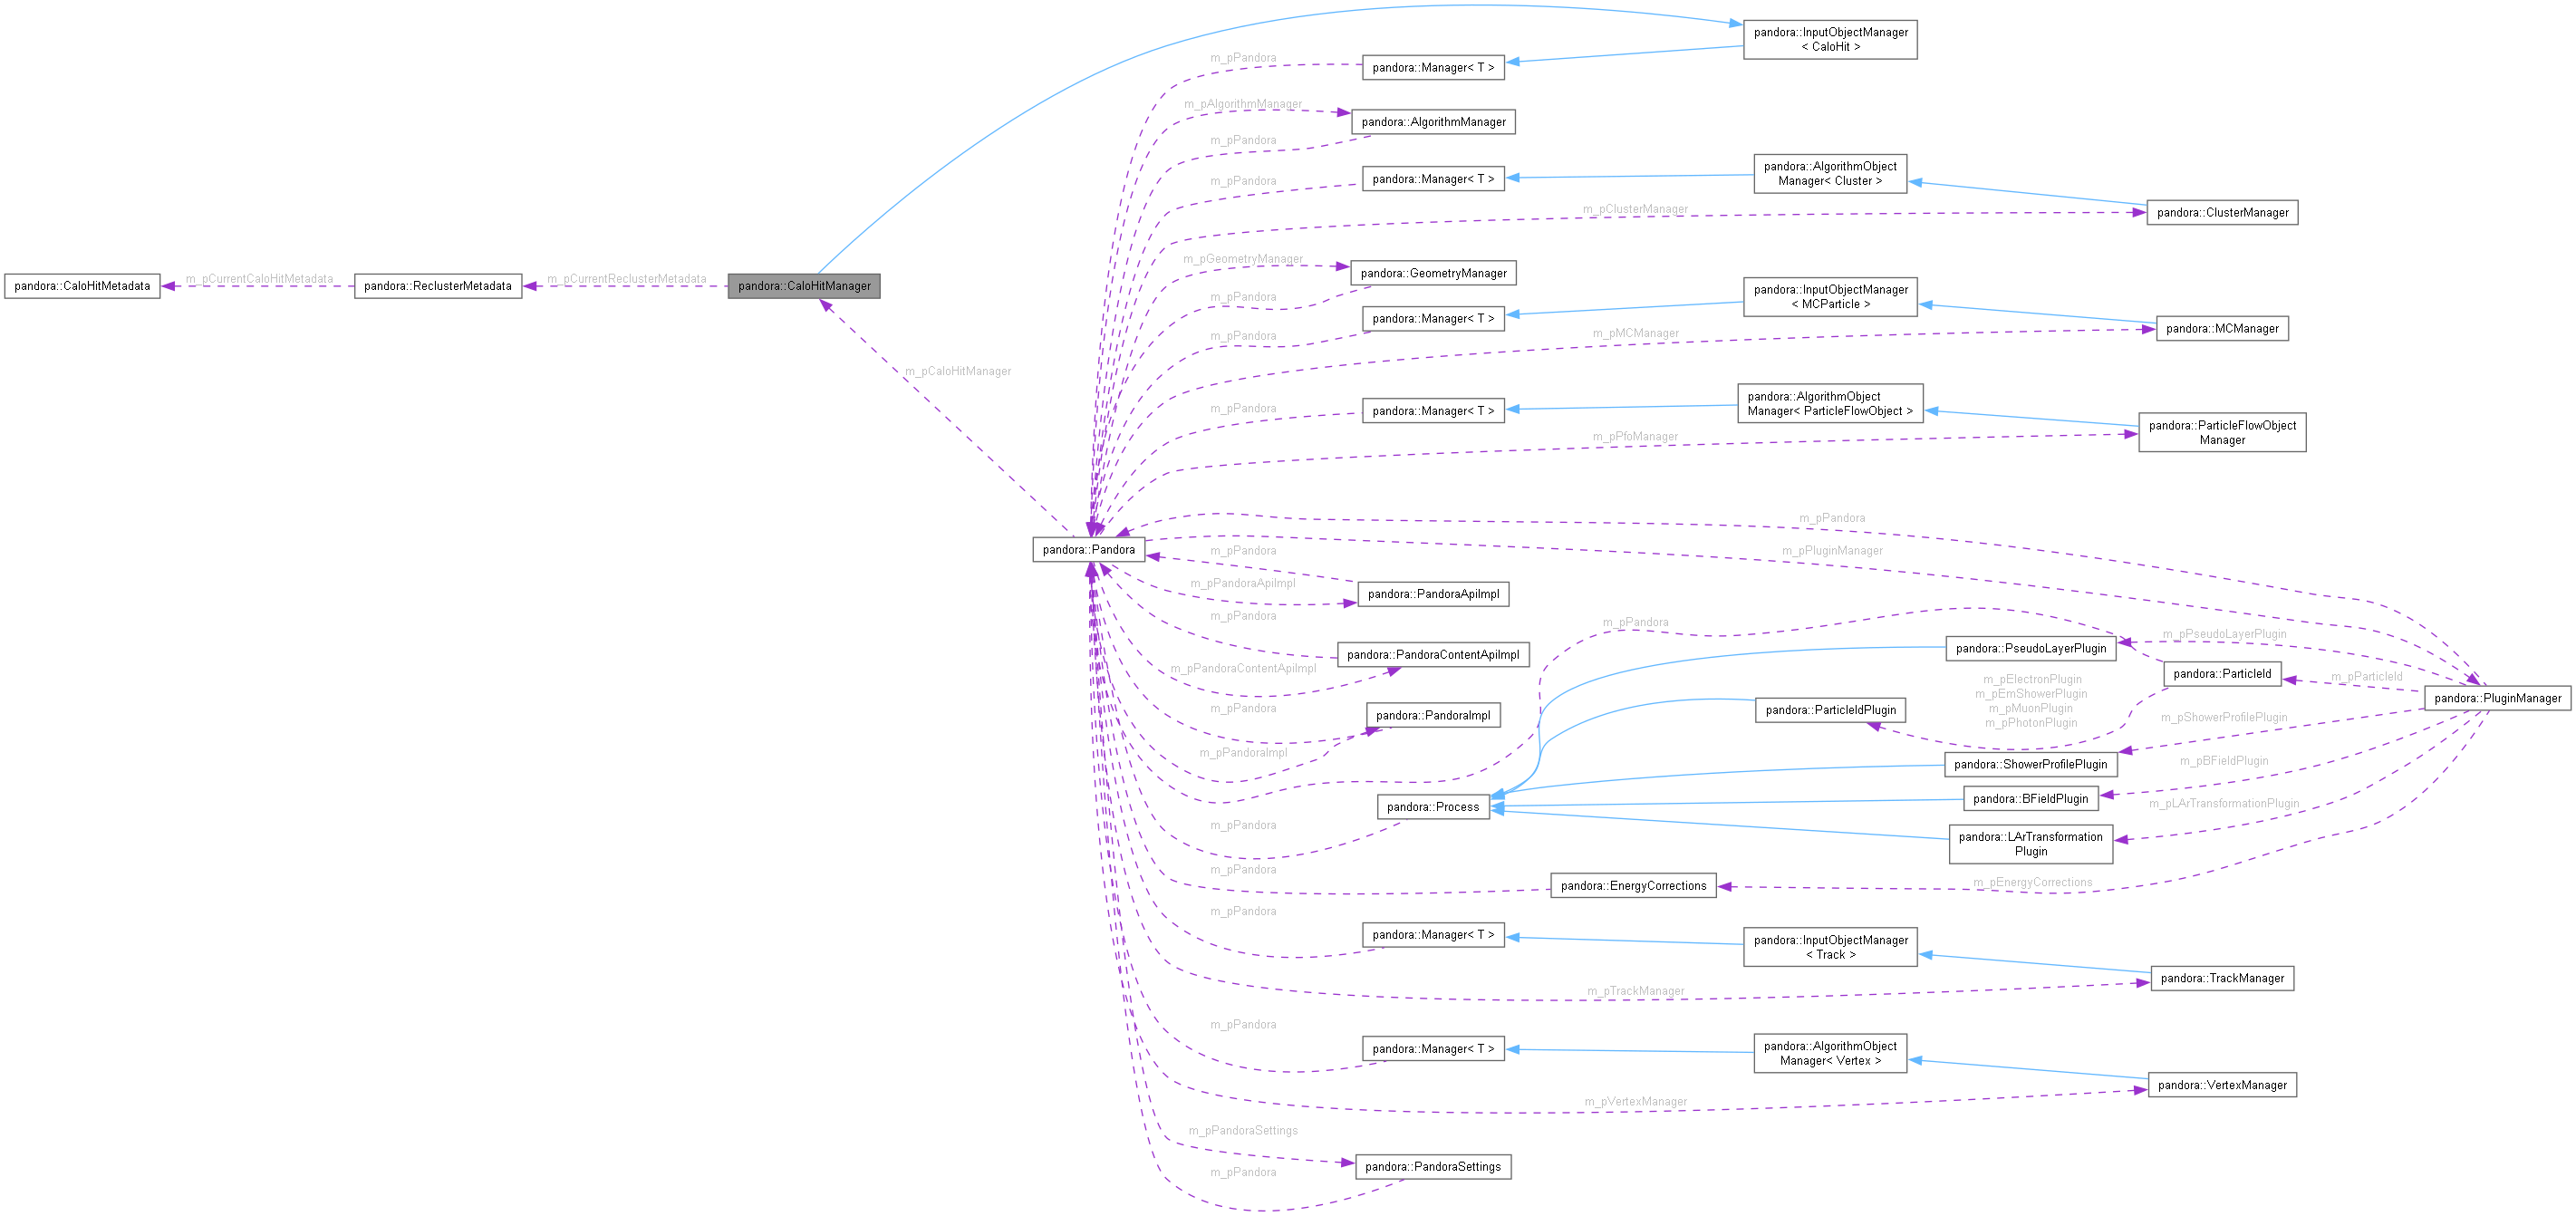 pandora::InputObjectManager
< CaloHit >
m_pPandora
pandora::Manager< T >
m_pAlgorithmManager
pandora::AlgorithmManager
m_pPandora
pandora::AlgorithmObject
Manager< Cluster >
m_pPandora
pandora::Manager< T >
m_pClusterManager
pandora::ClusterManager
m_pGeometryManager
pandora::GeometryManager
pandora::CaloHitMetadata
m_pCurrentCaloHitMetadata
pandora::ReclusterMetadata
m_pCurrentReclusterMetadata
pandora::CaloHitManager
m_pPandora
pandora::InputObjectManager
< MCParticle >
pandora::Manager< T >
m_pPandora
m_pMCManager
pandora::MCManager
m_pCaloHitManager
pandora::AlgorithmObject
Manager< ParticleFlowObject >
m_pPandora
pandora::Manager< T >
m_pPfoManager
pandora::ParticleFlowObject
Manager
m_pPandora
pandora::Pandora
m_pPandora
m_pPluginManager
m_pPandoraApiImpl
pandora::PandoraApiImpl
m_pPandora
m_pPandora
m_pPseudoLayerPlugin
pandora::PandoraContentApiImpl
pandora::PseudoLayerPlugin
m_pPandoraContentApiImpl
pandora::ParticleId
m_pParticleId
m_pElectronPlugin
m_pEmShowerPlugin
m_pMuonPlugin
m_pPhotonPlugin
pandora::PluginManager
m_pPandora
pandora::PandoraImpl
pandora::ParticleIdPlugin
m_pShowerProfilePlugin
m_pPandoraImpl
pandora::ShowerProfilePlugin
m_pBFieldPlugin
pandora::Process
pandora::BFieldPlugin
m_pLArTransformationPlugin
m_pPandora
pandora::LArTransformation
Plugin
m_pPandora
pandora::EnergyCorrections
m_pEnergyCorrections
m_pPandora
pandora::Manager< T >
pandora::InputObjectManager
< Track >
pandora::TrackManager
m_pTrackManager
m_pPandora
pandora::Manager< T >
pandora::AlgorithmObject
Manager< Vertex >
pandora::VertexManager
m_pVertexManager
m_pPandoraSettings
pandora::PandoraSettings
m_pPandora